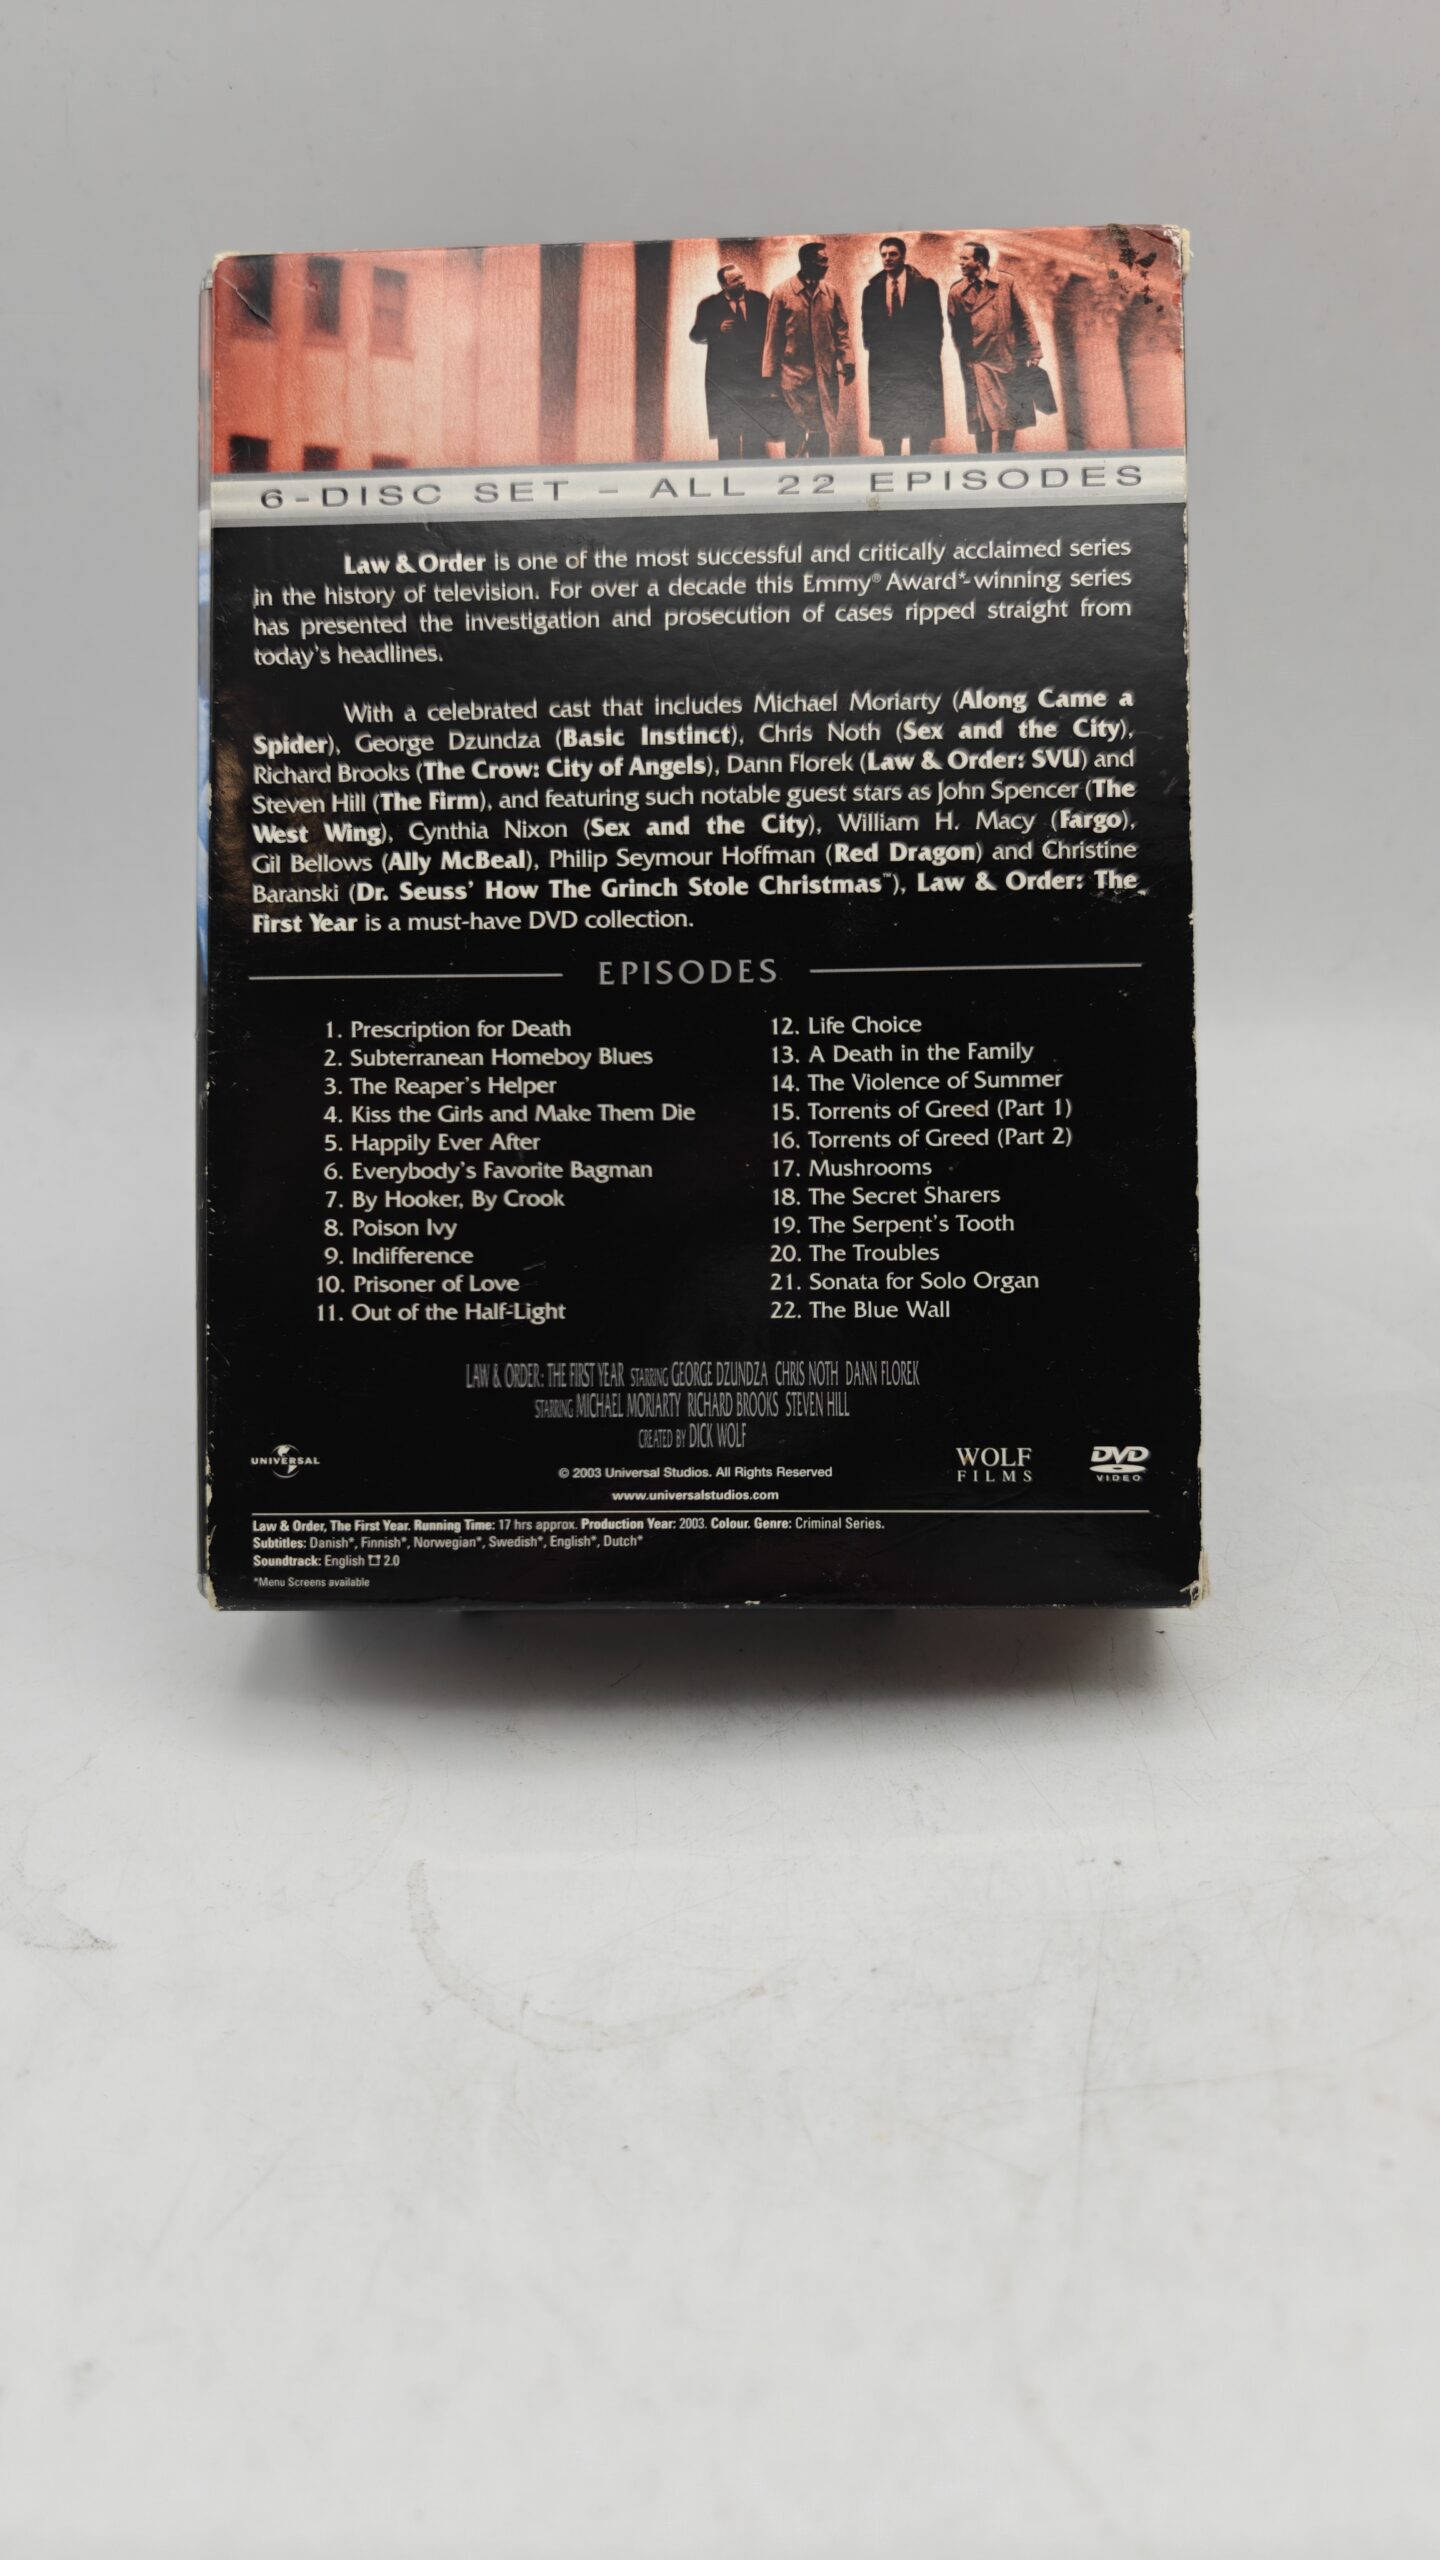 6-DISC SET - ALL 22 EPISODES
Law & Order is one of the most successful and critically acclaimed series
in the history of television. For over a decade this Emmy® Award®-winning series
has presented the investigation and prosecution of cases ripped straight from
today's headlines.
With a celebrated cast that includes Michael Moriarty (Along Came a
Spider), George Dzundza (Basic Instinct), Chris Noth (Sex and the City),
Richard Brooks (The Crow: City of Angels), Dann Florek (Law & Order: SVU) and
Steven Hill (The Firm), and featuring such notable guest stars as John Spencer (The
West Wing), Cynthia Nixon (Sex and the City), William H. Macy (Fargo),
Gil Bellows (Ally McBeal), Philip Seymour Hoffman (Red Dragon) and Christine
Baranski (Dr. Seuss' How The Grinch Stole Christmas™), Law & Order: The
First Year is a must-have DVD collection.
EPISODES
1. Prescription for Death
2. Subterranean Homeboy Blues
3. The Reaper's Helper
4. Kiss the Girls and Make Them Die
5. Happily Ever After
6. Everybody's Favorite Bagman
7. By Hooker, By Crook
8. Poison Ivy
9. Indifference
10. Prisoner of Love
11. Out of the Half-Light
12. Life Choice
13. A Death in the Family
14. The Violence of Summer
15. Torrents of Greed (Part 1)
16. Torrents of Greed (Part 2)
17. Mushrooms
18. The Secret Sharers
19. The Serpent's Tooth
20. The Troubles
21. Sonata for Solo Organ
22. The Blue Wall
LAW & ORDER: THE FIRST YEAR STARRING GEORGE DZUNDZA CHRIS NOTH DANN FLOREK
STARRING MICHAEL MORIARTY RICHARD BROOKS STEVEN HILL
CREATED BY DICK WOLF
UNIVERSAL
© 2003 Universal Studios. All Rights Reserved
www.universalstudios.com
WOLF
FILMS
DVD
VIDEO
Law & Order, The First Year. Running Time: 17 hrs approx. Production Year: 2003. Colour. Genre: Criminal Series.
Subtitles: Danish*, Finnish*, Norwegian*, Swedish*, English*, Dutch*
Soundtrack: English 2.0
*Menu Screens available